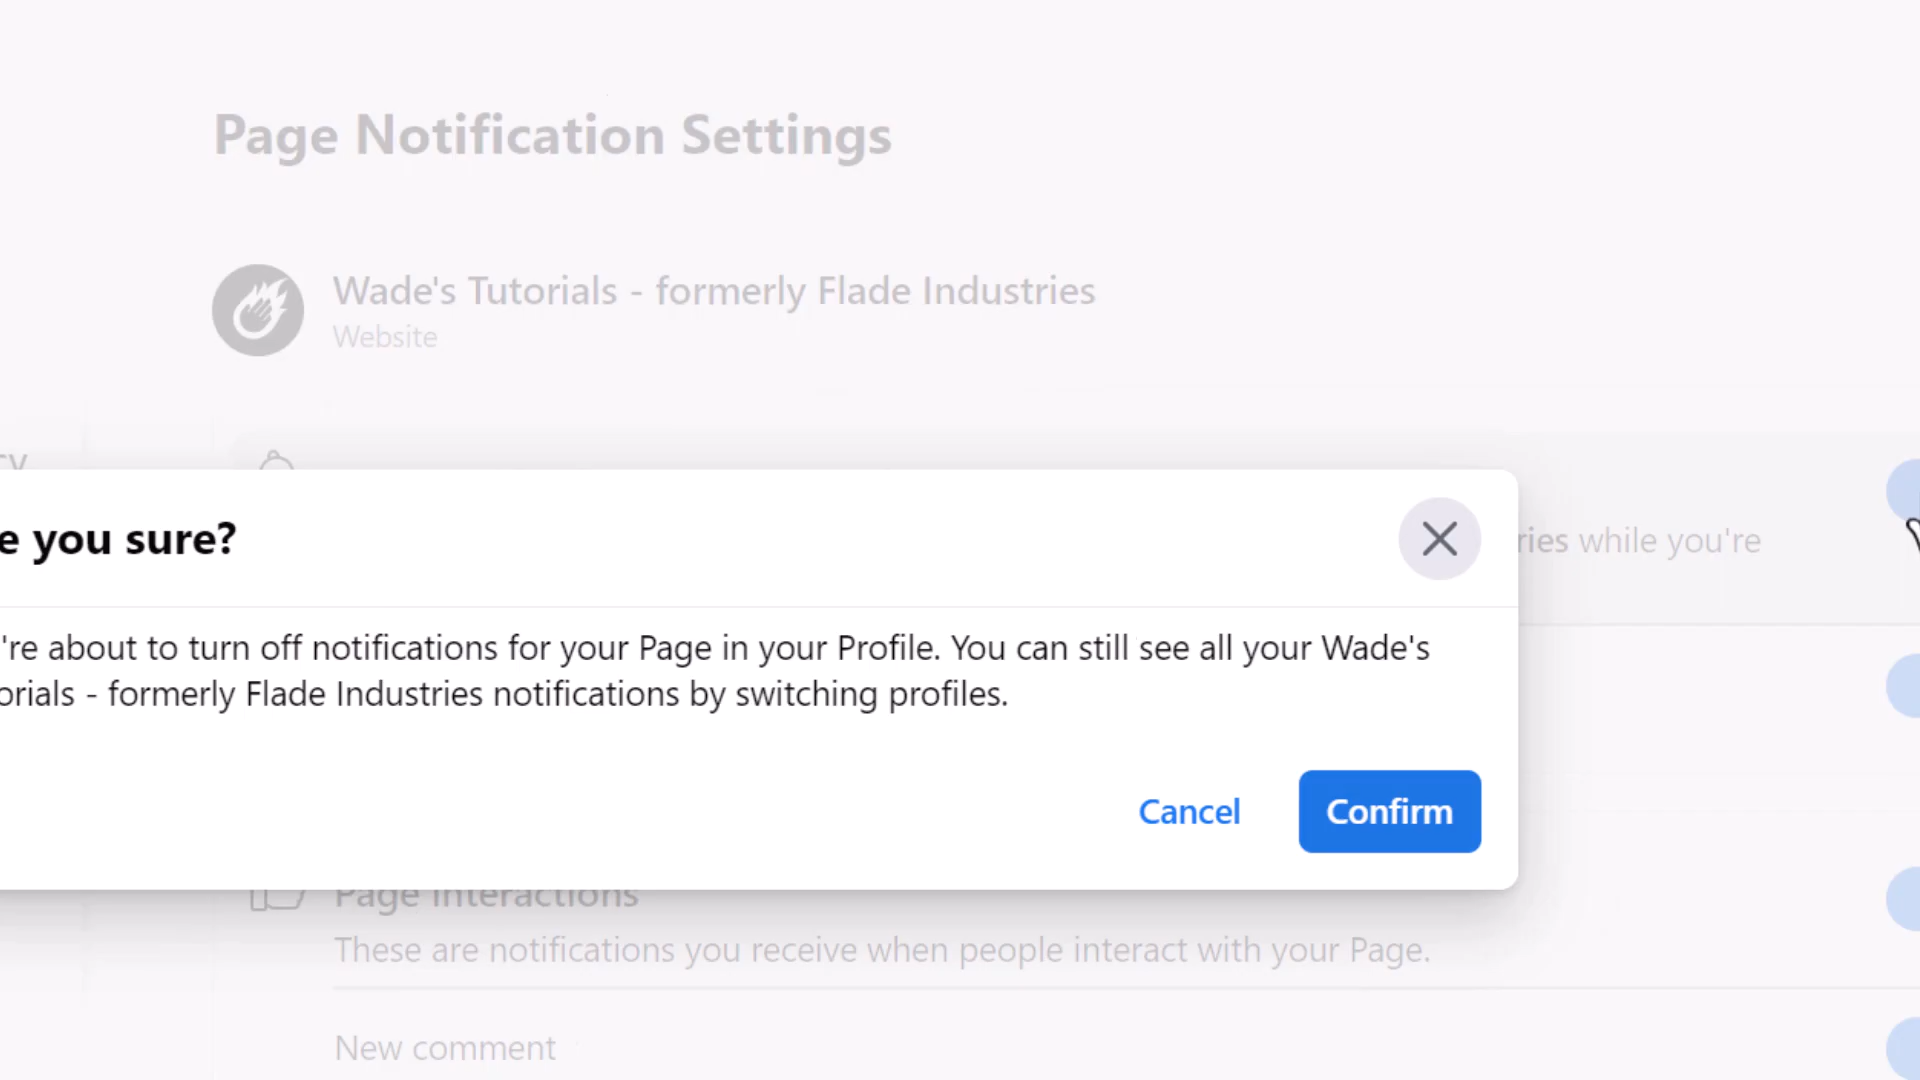 Page Notification Settings
Wade's Tutorials - formerly Flade Industries
Website
cy
e you sure?
ries while you're
're about to turn off notifications for your Page in your Profile. You can still see all your Wade's
orials - formerly Flade Industries notifications by switching profiles.
Cancel
Confirm
Page Interactions
These are notifications you receive when people interact with your Page.
New comment